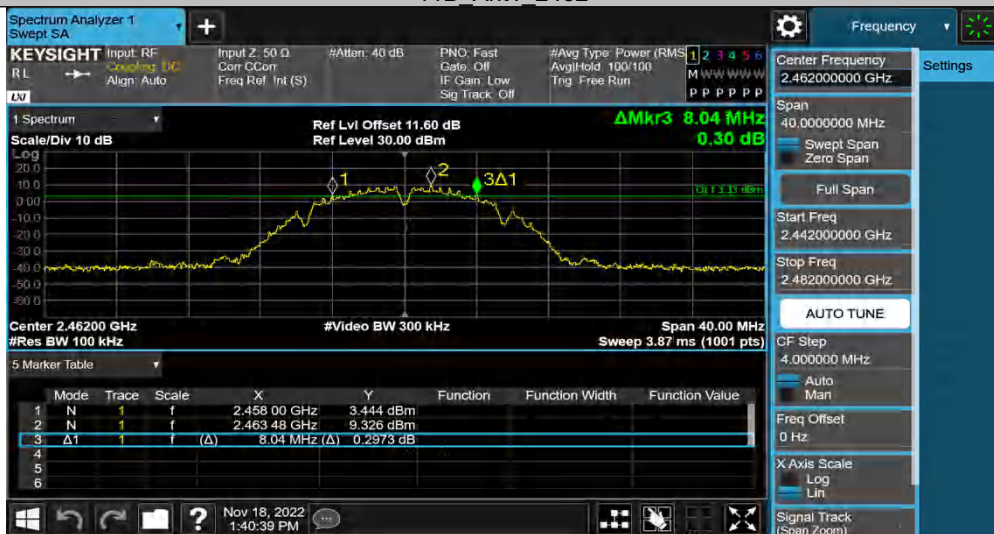 Spectrum Analyzer 1
Swept SA
+
Frequency
KEYSIGHT
RL
LXI
Input: RF
Coupling: DC
Align: Auto
Input Z: 50 Ω
Corr CCorr
Freq Ref: Int (S)
#Atten: 40 dB
PNO: Fast
Gate: Off
IF Gain: Low
Sig Track: Off
#Avg Type: Power (RMS
Avg|Hold: 100/100
Trig: Free Run
1 2 3 4 5 6
M W W W W W
P P P P P P
1 Spectrum
Scale/Div 10 dB
Ref Lvl Offset 11.60 dB
Ref Level 30.00 dBm
ΔMkr3 8.04 MHz
0.30 dB
Log
20.0
10.0
0.00
-10.0
-20.0
-30.0
-40.0
-50.0
-60.0
1
2
3Δ1
DL1 3.33 dBm
Center 2.46200 GHz
#Res BW 100 kHz
#Video BW 300 kHz
Span 40.00 MHz
Sweep 3.87 ms (1001 pts)
5 Marker Table
Mode Trace Scale X Y Function Function Width Function Value
1 N 1 f 2.458 00 GHz 3.444 dBm
2 N 1 f 2.463 48 GHz 9.326 dBm
3 Δ1 1 f (Δ) 8.04 MHz (Δ) 0.2973 dB
4
5
6
?
Nov 18, 2022
1:40:39 PM
Center Frequency
2.462000000 GHz
Settings
Span
40.0000000 MHz
Swept Span
Zero Span
Full Span
Start Freq
2.442000000 GHz
Stop Freq
2.482000000 GHz
AUTO TUNE
CF Step
4.000000 MHz
Auto
Man
Freq Offset
0 Hz
X Axis Scale
Log
Lin
Signal Track
(Span Zoom)